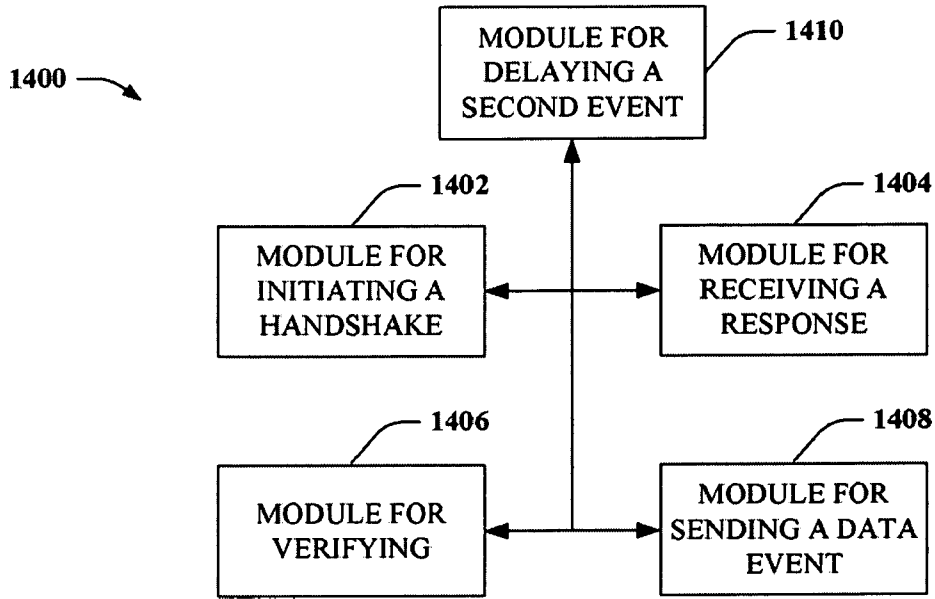 1400
MODULE FOR
DELAYING A
SECOND EVENT
1410
1402
MODULE FOR
INITIATING A
HANDSHAKE
1404
MODULE FOR
RECEIVING A
RESPONSE
1406
MODULE FOR
VERIFYING
1408
MODULE FOR
SENDING A DATA
EVENT